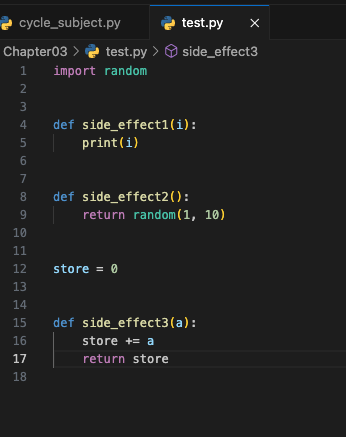 cycle_subject.py test.py ×
Chapter03 > test.py > side_effect3
1 import random
2
3
4 def side_effect1(i):
5     print(i)
6
7
8 def side_effect2():
9     return random(1, 10)
10
11
12 store = 0
13
14
15 def side_effect3(a):
16     store += a
17     return store
18